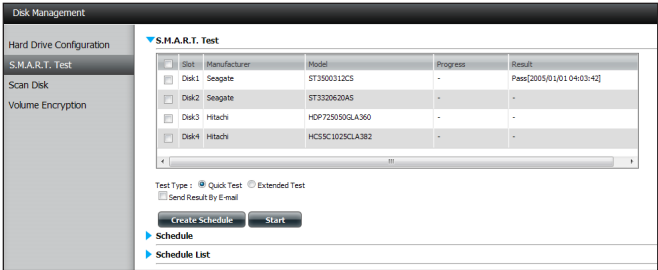 Disk Management
Hard Drive Configuration
S.M.A.R.T. Test
Scan Disk
Volume Encryption
S.M.A.R.T. Test
Slot Manufacturer Model Progress Result
Disk1 Seagate ST3500312CS - Pass[2005/01/01 04:03:42]
Disk2 Seagate ST3320620AS - -
Disk3 Hitachi HDP725050GLA360 - -
Disk4 Hitachi HCS5C1025CLA382 - -
Test Type : Quick Test Extended Test
Send Result By E-mail
Create Schedule Start
Schedule
Schedule List